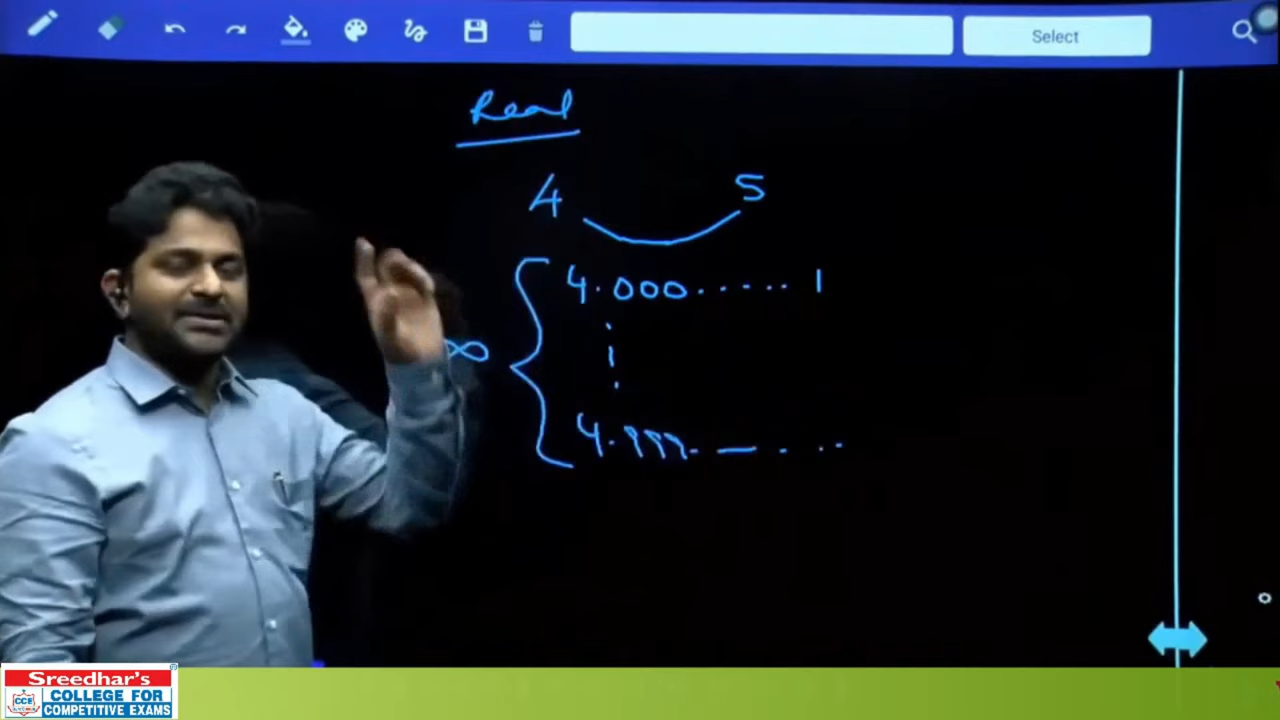 Select
Real
4 5
4.000...... 1
∞
4.999. — . ...
Sreedhar's
CCE
COLLEGE FOR
COMPETITIVE EXAMS